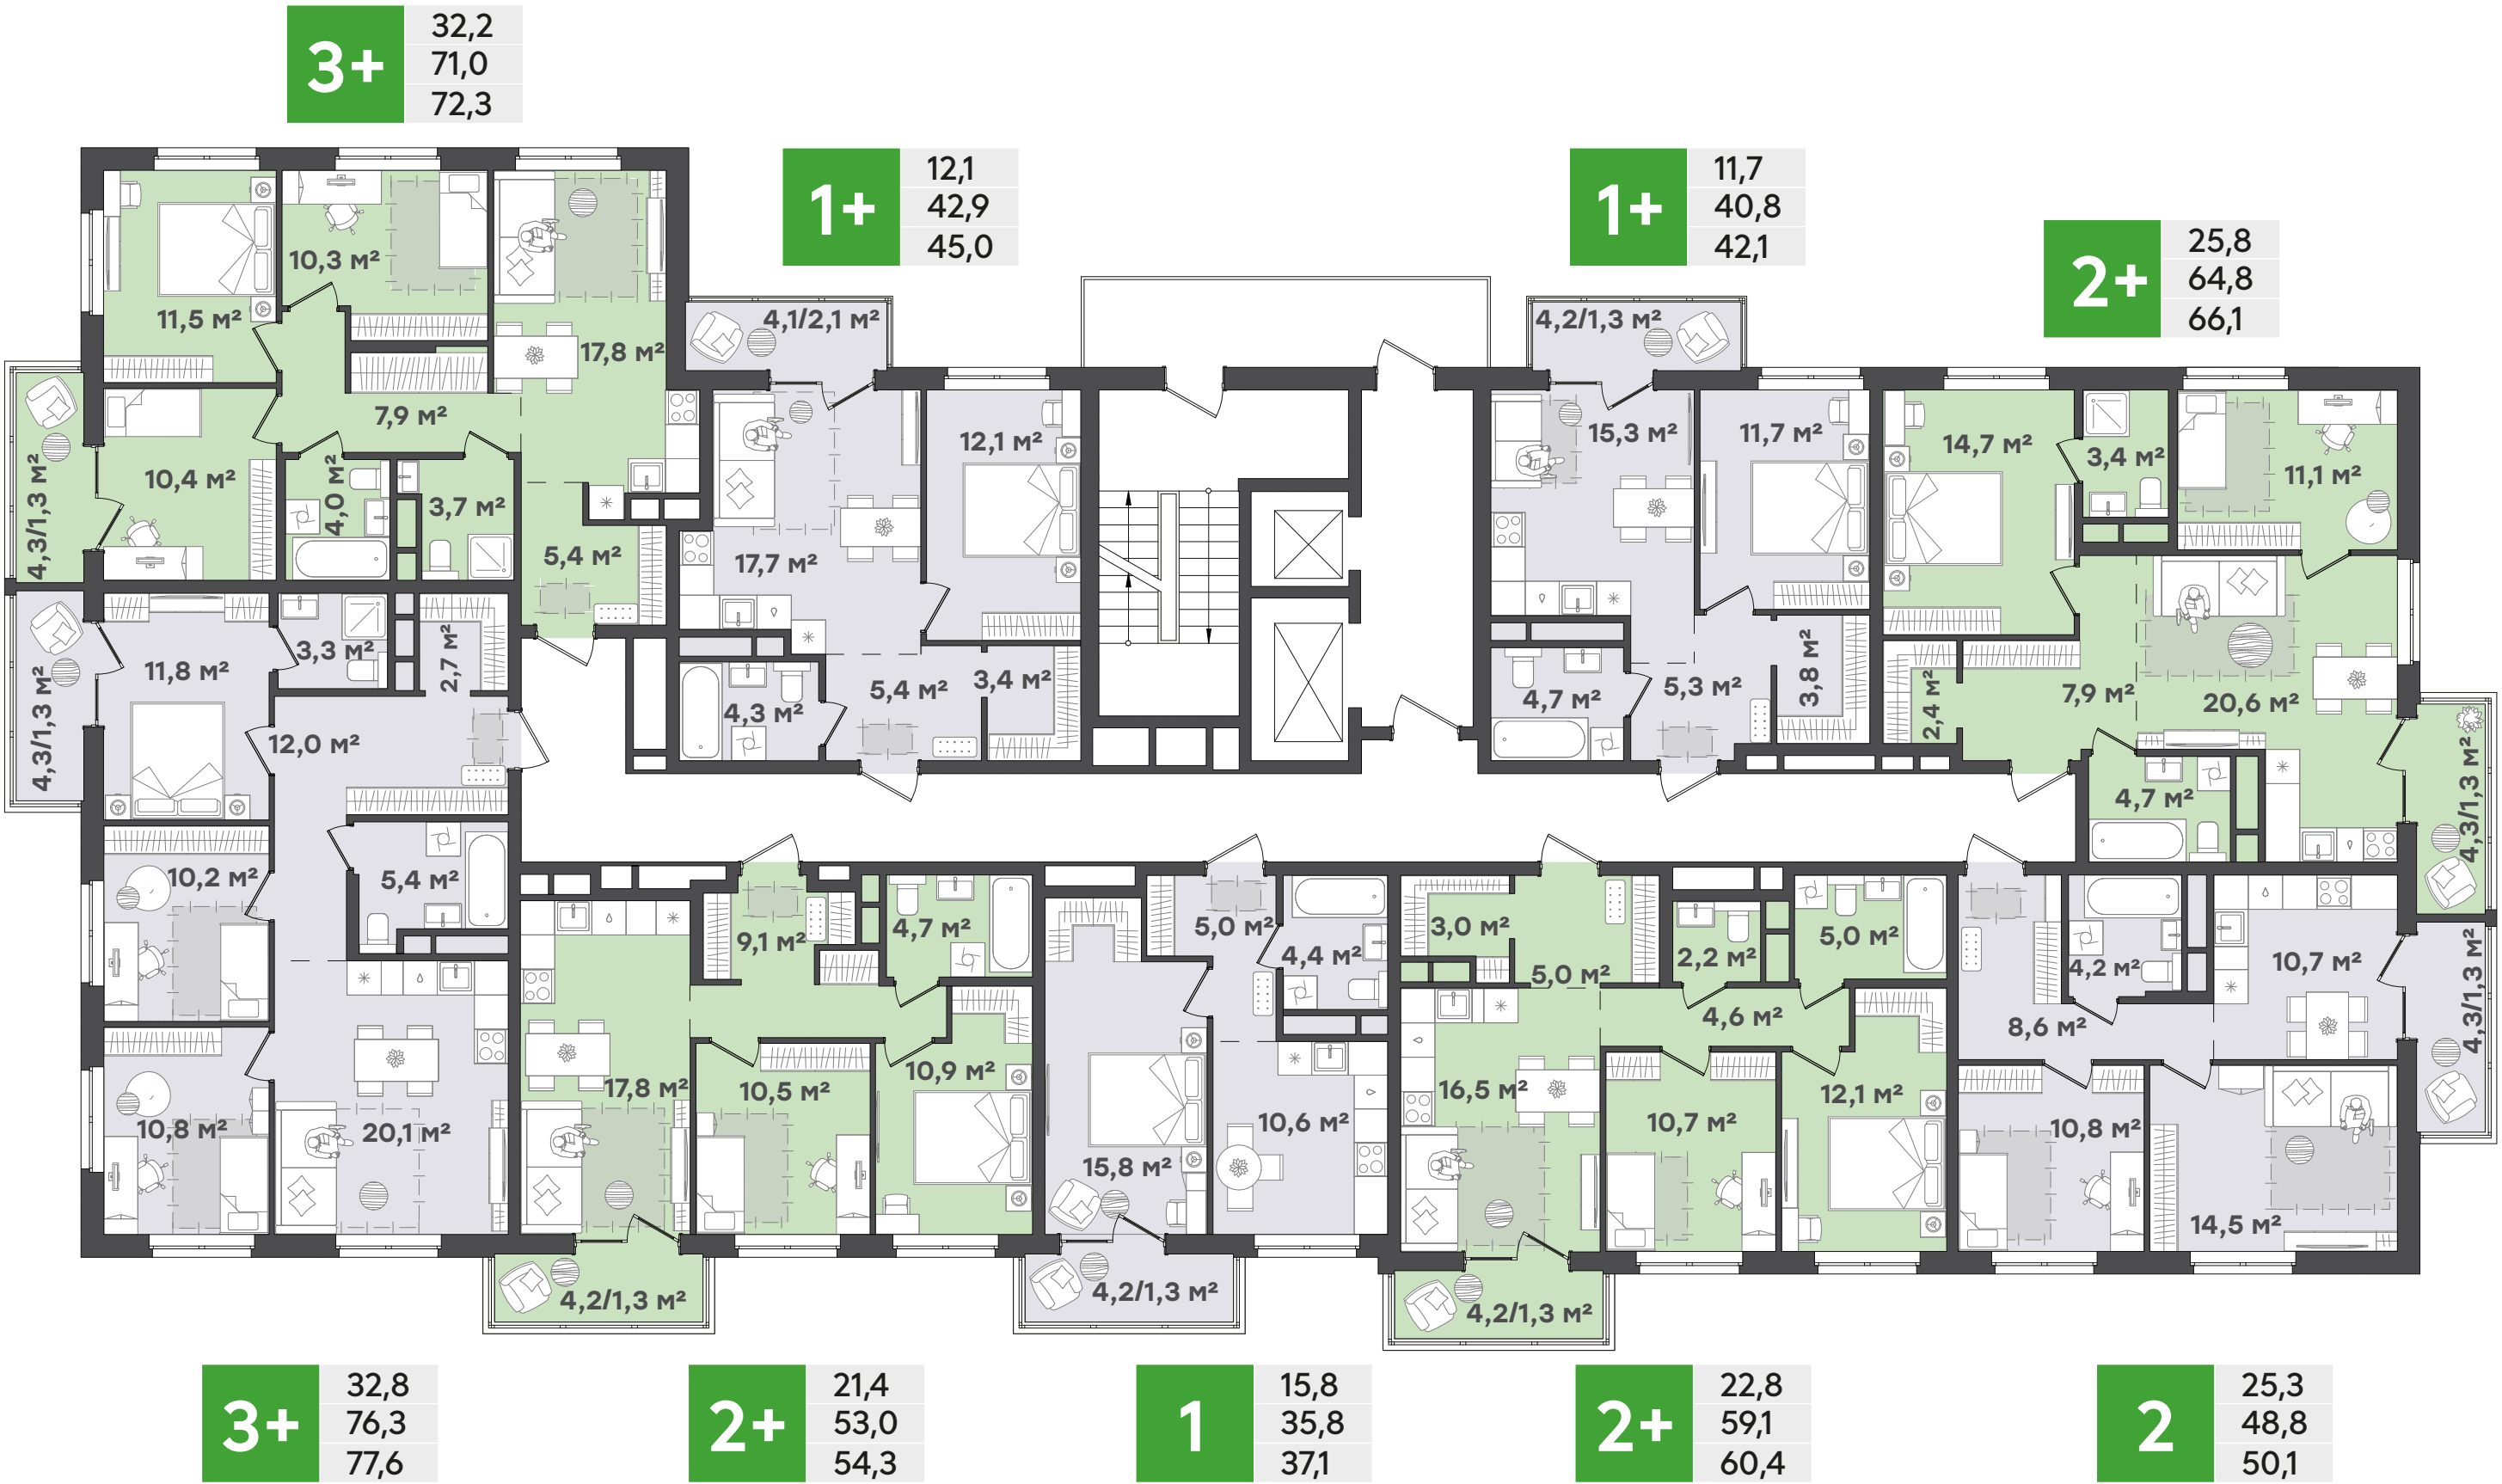 3+
32,2
71,0
72,3
1+
12,1
42,9
45,0
1+
11,7
40,8
42,1
2+
25,8
64,8
66,1
10,3 м²
11,5 м²
17,8 м²
7,9 м²
10,4 м²
4,0 м²
3,7 м²
5,4 м²
4,3/1,3 м²
4,1/2,1 м²
12,1 м²
17,7 м²
5,4 м²
3,4 м²
4,3 м²
4,2/1,3 м²
15,3 м²
11,7 м²
4,7 м²
5,3 м²
3,8 м²
14,7 м²
3,4 м²
11,1 м²
2,4 м²
7,9 м²
20,6 м²
4,7 м²
4,3/1,3 м²
4,3/1,3 м²
11,8 м²
3,3 м²
2,7 м²
12,0 м²
10,2 м²
5,4 м²
10,8 м²
20,1 м²
9,1 м²
4,7 м²
17,8 м²
10,5 м²
10,9 м²
4,2/1,3 м²
5,0 м²
4,4 м²
15,8 м²
10,6 м²
4,2/1,3 м²
3,0 м²
5,0 м²
2,2 м²
5,0 м²
4,6 м²
16,5 м²
10,7 м²
12,1 м²
4,2/1,3 м²
4,2 м²
10,7 м²
8,6 м²
10,8 м²
14,5 м²
4,3/1,3 м²
3+
32,8
76,3
77,6
2+
21,4
53,0
54,3
1
15,8
35,8
37,1
2+
22,8
59,1
60,4
2
25,3
48,8
50,1